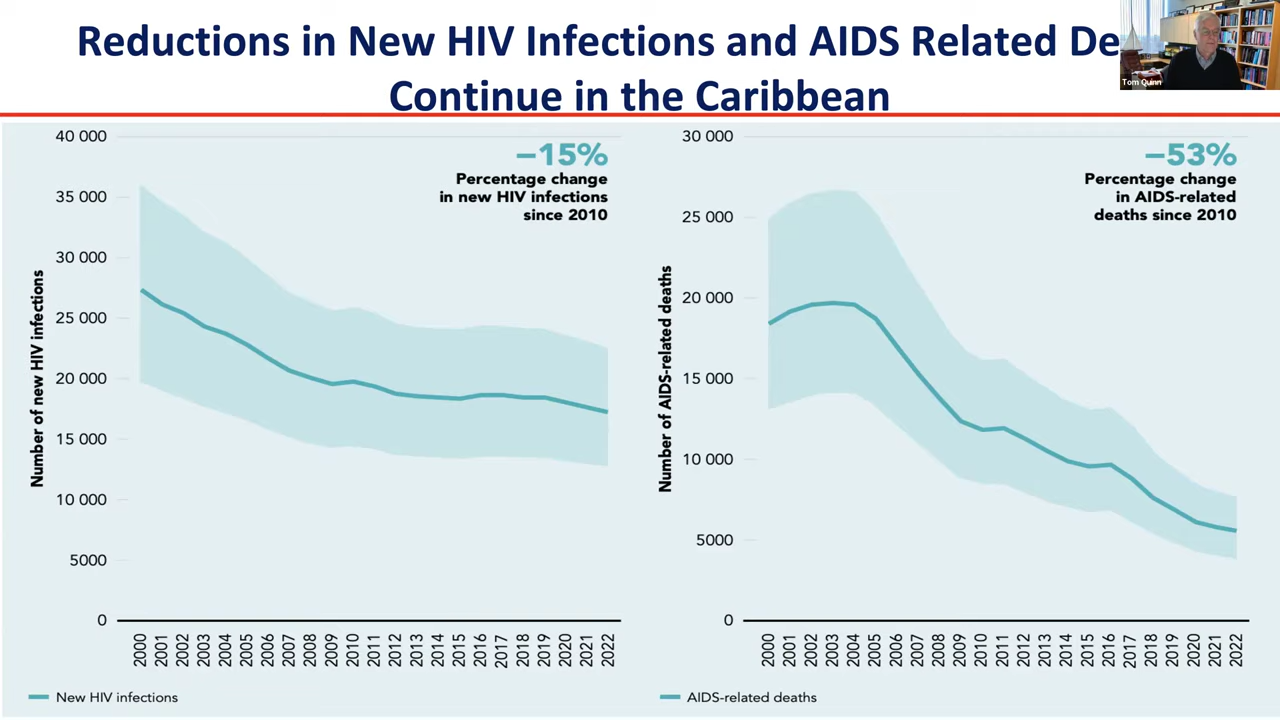 Reductions in New HIV Infections and AIDS Related De
Continue in the Caribbean
Tom Quinn
40 000
35 000
30 000
25 000
20 000
15 000
10 000
5000
0
Number of new HIV infections
–15%
Percentage change
in new HIV infections
since 2010
2000 2001 2002 2003 2004 2005 2006 2007 2008 2009 2010 2011 2012 2013 2014 2015 2016 2017 2018 2019 2020 2021 2022
New HIV infections
30 000
25 000
20 000
15 000
10 000
5000
0
Number of AIDS-related deaths
–53%
Percentage change
in AIDS-related
deaths since 2010
2000 2001 2002 2003 2004 2005 2006 2007 2008 2009 2010 2011 2012 2013 2014 2015 2016 2017 2018 2019 2020 2021 2022
AIDS-related deaths